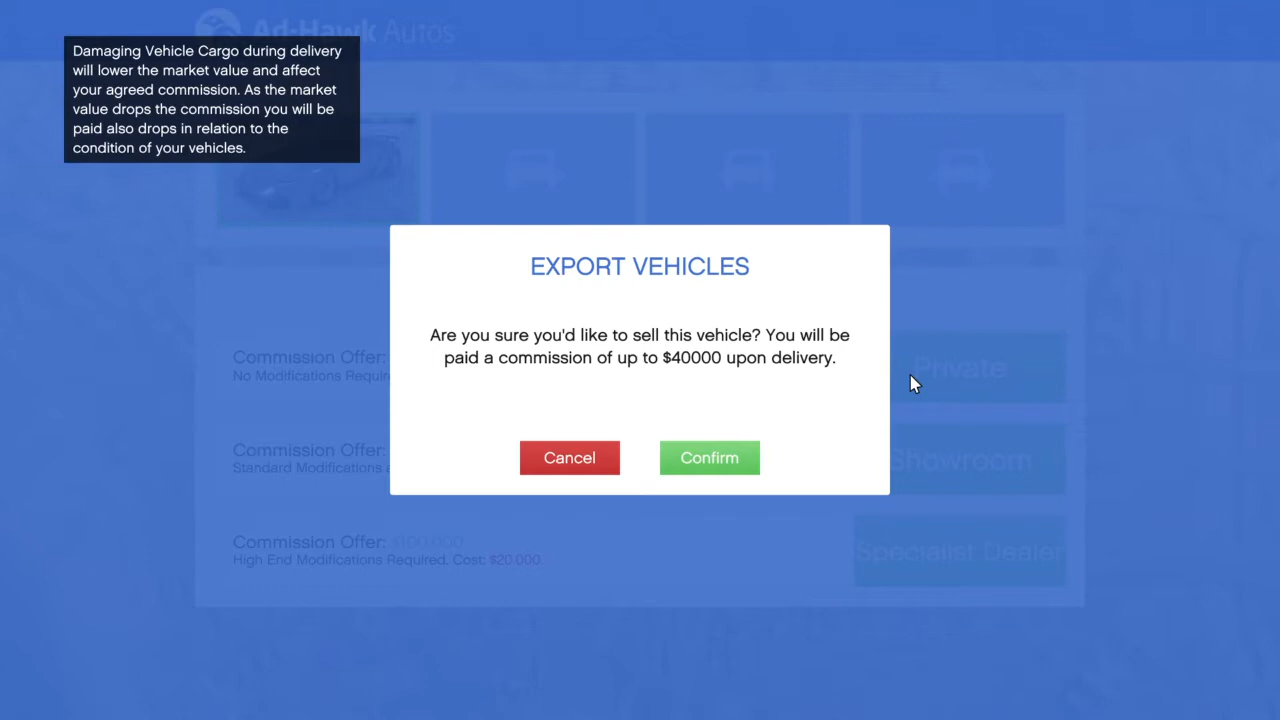 Ad-Hawk Autos
Damaging Vehicle Cargo during delivery
will lower the market value and affect
your agreed commission. As the market
value drops the commission you will be
paid also drops in relation to the
condition of your vehicles.
EXPORT VEHICLES
Are you sure you'd like to sell this vehicle? You will be
paid a commission of up to $40000 upon delivery.
Cancel
Confirm
Commission Offer:
No Modifications Requir
Private
Commission Offer:
Standard Modifications
Showroom
Commission Offer: $100,000
High End Modifications Required. Cost: $20,000.
Specialist Dealer